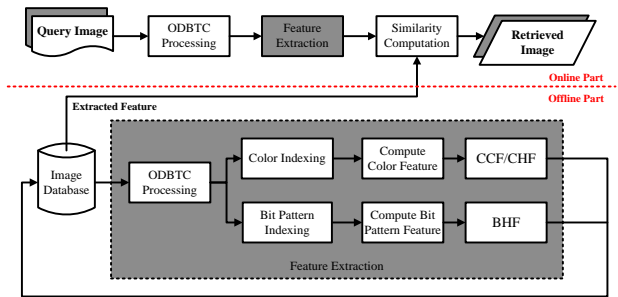 Query Image
ODBTC
Processing
Feature
Extraction
Similarity
Computation
Retrieved
Image
Online Part
Offline Part
Extracted Feature
Image
Database
ODBTC
Processing
Color Indexing
Compute
Color Feature
CCF/CHF
Bit Pattern
Indexing
Compute Bit
Pattern Feature
BHF
Feature Extraction